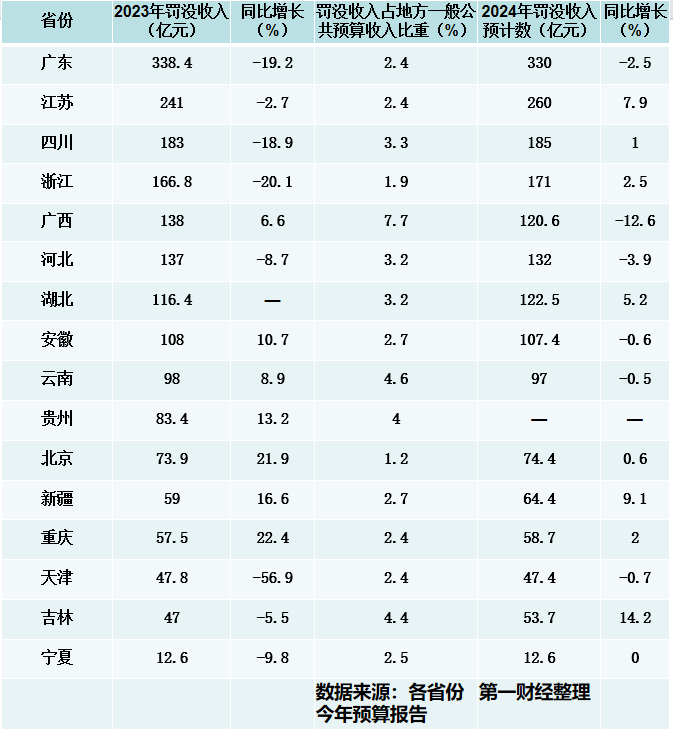 省份 2023年罚没收入（亿元） 同比增长（%） 罚没收入占地方一般公共预算收入比重（%） 2024年罚没收入预计数（亿元） 同比增长（%）
广东 338.4 -19.2 2.4 330 -2.5
江苏 241 -2.7 2.4 260 7.9
四川 183 -18.9 3.3 185 1
浙江 166.8 -20.1 1.9 171 2.5
广西 138 6.6 7.7 120.6 -12.6
河北 137 -8.7 3.2 132 -3.9
湖北 116.4 — 3.2 122.5 5.2
安徽 108 10.7 2.7 107.4 -0.6
云南 98 8.9 4.6 97 -0.5
贵州 83.4 13.2 4 — —
北京 73.9 21.9 1.2 74.4 0.6
新疆 59 16.6 2.7 64.4 9.1
重庆 57.5 22.4 2.4 58.7 2
天津 47.8 -56.9 2.4 47.4 -0.7
吉林 47 -5.5 4.4 53.7 14.2
宁夏 12.6 -9.8 2.5 12.6 0
数据来源：各省份 第一财经整理
今年预算报告